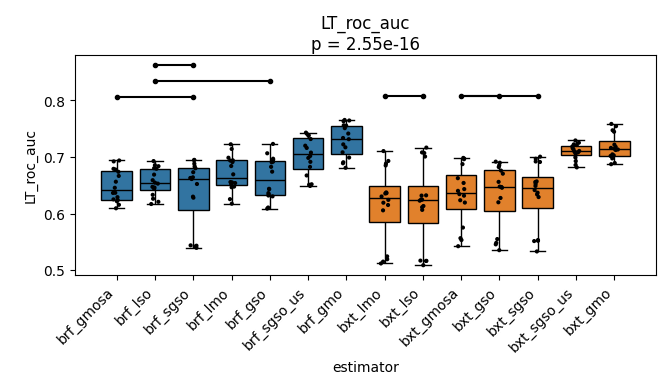 LT_roc_auc
p = 2.55e-16
LT_roc_auc
0.8
0.7
0.6
0.5
brf_gmosa
brf_lso
brf_sgso
brf_lmo
brf_gso
brf_sgso_us
brf_gmo
bxt_lmo
bxt_lso
bxt_gmosa
bxt_gso
bxt_sgso
bxt_sgso_us
bxt_gmo
estimator